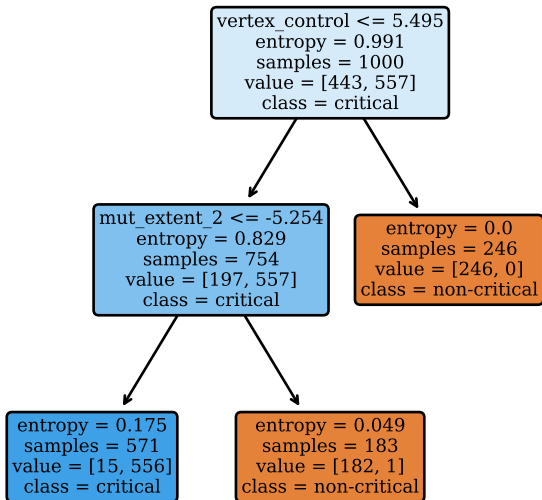 vertex_control <= 5.495
entropy = 0.991
samples = 1000
value = [443, 557]
class = critical
mut_extent_2 <= -5.254
entropy = 0.829
samples = 754
value = [197, 557]
class = critical
entropy = 0.0
samples = 246
value = [246, 0]
class = non-critical
entropy = 0.175
samples = 571
value = [15, 556]
class = critical
entropy = 0.049
samples = 183
value = [182, 1]
class = non-critical